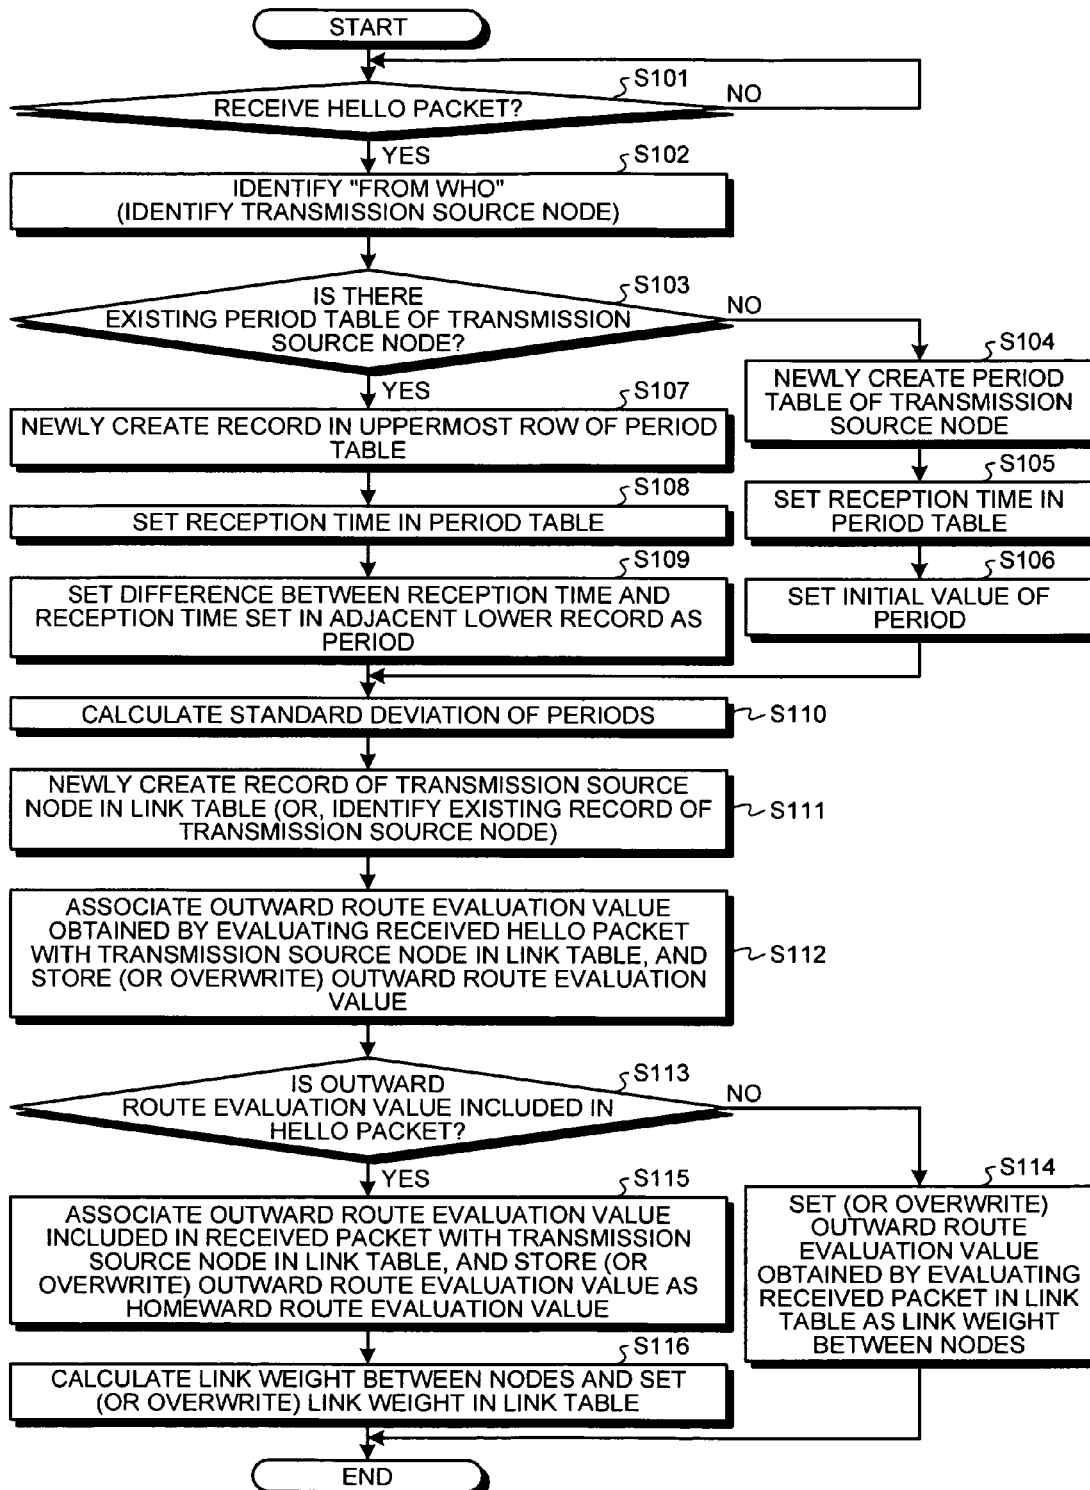 START
S101
RECEIVE HELLO PACKET?
NO
YES
S102
IDENTIFY "FROM WHO"
(IDENTIFY TRANSMISSION SOURCE NODE)
S103
IS THERE
EXISTING PERIOD TABLE OF TRANSMISSION
SOURCE NODE?
NO
YES
S104
NEWLY CREATE PERIOD
TABLE OF TRANSMISSION
SOURCE NODE
S105
SET RECEPTION TIME IN
PERIOD TABLE
S106
SET INITIAL VALUE OF
PERIOD
S107
NEWLY CREATE RECORD IN UPPERMOST ROW OF PERIOD
TABLE
S108
SET RECEPTION TIME IN PERIOD TABLE
S109
SET DIFFERENCE BETWEEN RECEPTION TIME AND
RECEPTION TIME SET IN ADJACENT LOWER RECORD AS
PERIOD
CALCULATE STANDARD DEVIATION OF PERIODS
S110
NEWLY CREATE RECORD OF TRANSMISSION SOURCE
NODE IN LINK TABLE (OR, IDENTIFY EXISTING RECORD OF
TRANSMISSION SOURCE NODE)
S111
ASSOCIATE OUTWARD ROUTE EVALUATION VALUE
OBTAINED BY EVALUATING RECEIVED HELLO PACKET
WITH TRANSMISSION SOURCE NODE IN LINK TABLE, AND
STORE (OR OVERWRITE) OUTWARD ROUTE EVALUATION
VALUE
S112
S113
IS OUTWARD
ROUTE EVALUATION VALUE INCLUDED IN
HELLO PACKET?
NO
YES
S114
SET (OR OVERWRITE)
OUTWARD ROUTE
EVALUATION VALUE
OBTAINED BY EVALUATING
RECEIVED PACKET IN LINK
TABLE AS LINK WEIGHT
BETWEEN NODES
S115
ASSOCIATE OUTWARD ROUTE EVALUATION VALUE
INCLUDED IN RECEIVED PACKET WITH TRANSMISSION
SOURCE NODE IN LINK TABLE, AND STORE (OR
OVERWRITE) OUTWARD ROUTE EVALUATION VALUE AS
HOMEWARD ROUTE EVALUATION VALUE
S116
CALCULATE LINK WEIGHT BETWEEN NODES AND SET
(OR OVERWRITE) LINK WEIGHT IN LINK TABLE
END